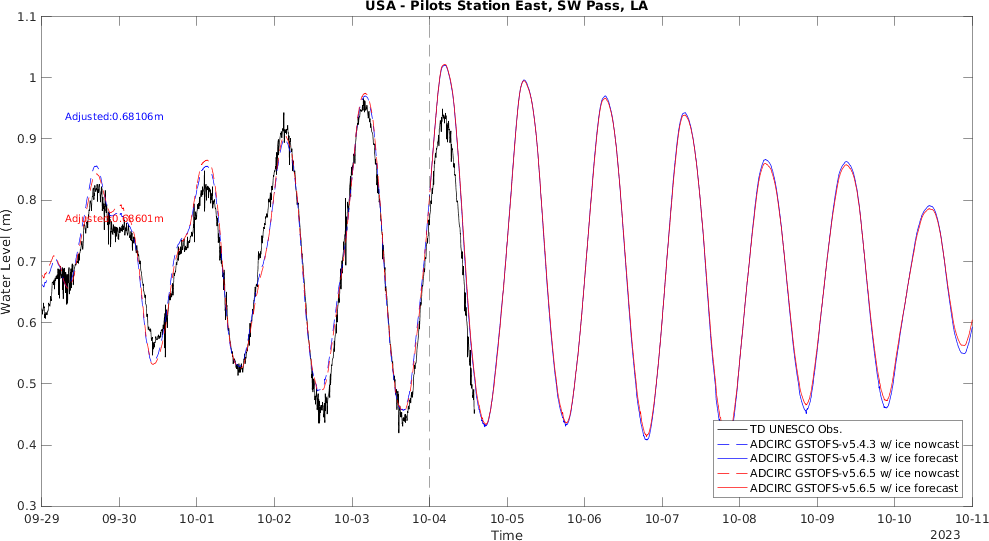 USA - Pilots Station East, SW Pass, LA
1.1
1
0.9
0.8
0.7
0.6
0.5
0.4
0.3
Water Level (m)
Adjusted:0.68106m
Adjusted:0.68601m
TD UNESCO Obs.
ADCIRC GSTOFS-v5.4.3 w/ ice nowcast
ADCIRC GSTOFS-v5.4.3 w/ ice forecast
ADCIRC GSTOFS-v5.6.5 w/ ice nowcast
ADCIRC GSTOFS-v5.6.5 w/ ice forecast
09-29 09-30 10-01 10-02 10-03 10-04 10-05 10-06 10-07 10-08 10-09 10-10 10-11
Time
2023